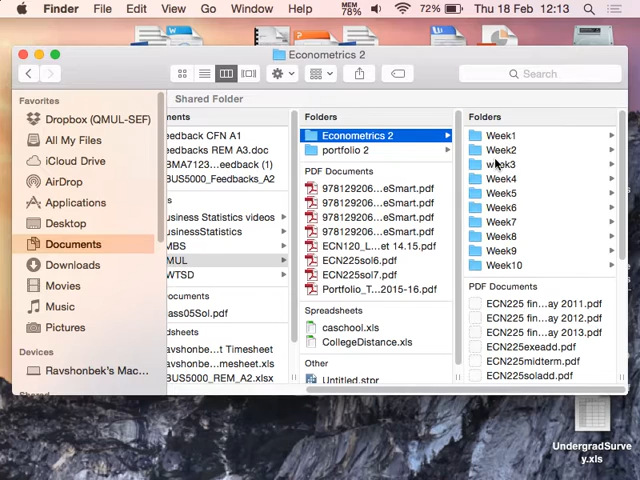 Finder File Edit View Go Window Help MEM 78% 72% Thu 18 Feb 12:13
Econometrics 2
Search
Favorites
Dropbox (QMUL-SEF)
All My Files
iCloud Drive
AirDrop
Applications
Desktop
Documents
Downloads
Movies
Music
Pictures
Devices
Ravshonbek's Mac...
Shared Folder
ments
eedback CFN A1
eedback REM A3.doc
BMA7123...eedback (1)
BUS5000_Feedbacks_A2
usiness Statistics videos
usinessStatistics
MBS
MUL
WTSD
ocuments
ass05Sol.pdf
readsheets
avshonbe...t Timesheet
avshonbe...mesheet.xls
BUS5000_REM_A2.xlsx
Folders
Econometrics 2
portfolio 2
PDF Documents
978129206...eSmart.pdf
978129206...eSmart.pdf
978129206...eSmart.pdf
978129206...eSmart.pdf
ECN120_L...et 14.15.pdf
ECN225sol6.pdf
ECN225sol7.pdf
Portfolio_T...2015-16.pdf
Spreadsheets
caschool.xls
CollegeDistance.xls
Other
Untitled.stpr
Folders
Week1
Week2
week3
Week4
Week5
Week6
Week7
Week8
Week9
Week10
PDF Documents
ECN225 fin...ay 2011.pdf
ECN225 fin...ay 2012.pdf
ECN225 fin...ay 2013.pdf
ECN225exeadd.pdf
ECN225midterm.pdf
ECN225soladd.pdf
UndergradSurve
y.xls